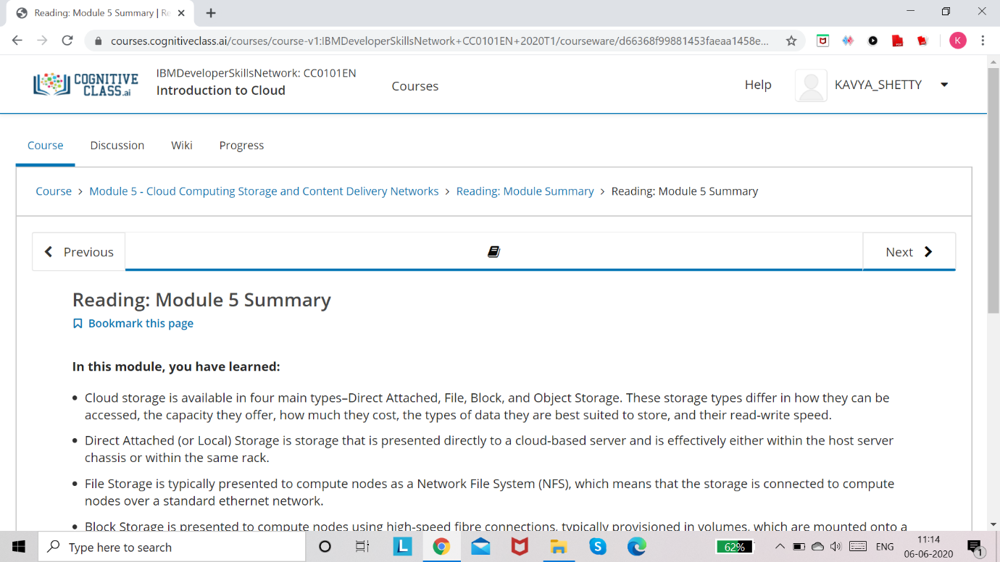 Reading: Module 5 Summary | Re
courses.cognitiveclass.ai/courses/course-v1:IBMDeveloperSkillsNetwork+CC0101EN+2020T1/courseware/d66368f99881453faeaa1458e...
K
COGNITIVE
CLASS.ai
IBMDeveloperSkillsNetwork: CC0101EN
Introduction to Cloud
Courses
Help
KAVYA_SHETTY
Course Discussion Wiki Progress
Course > Module 5 - Cloud Computing Storage and Content Delivery Networks > Reading: Module Summary > Reading: Module 5 Summary
Previous
Next
Reading: Module 5 Summary
Bookmark this page
In this module, you have learned:
• Cloud storage is available in four main types–Direct Attached, File, Block, and Object Storage. These storage types differ in how they can be
accessed, the capacity they offer, how much they cost, the types of data they are best suited to store, and their read-write speed.
• Direct Attached (or Local) Storage is storage that is presented directly to a cloud-based server and is effectively either within the host server
chassis or within the same rack.
• File Storage is typically presented to compute nodes as a Network File System (NFS), which means that the storage is connected to compute
nodes over a standard ethernet network.
• Block Storage is presented to compute nodes using high-speed fibre connections, typically provisioned in volumes, which are mounted onto a
Type here to search
L
S
62%
ENG
11:14
06-06-2020
1